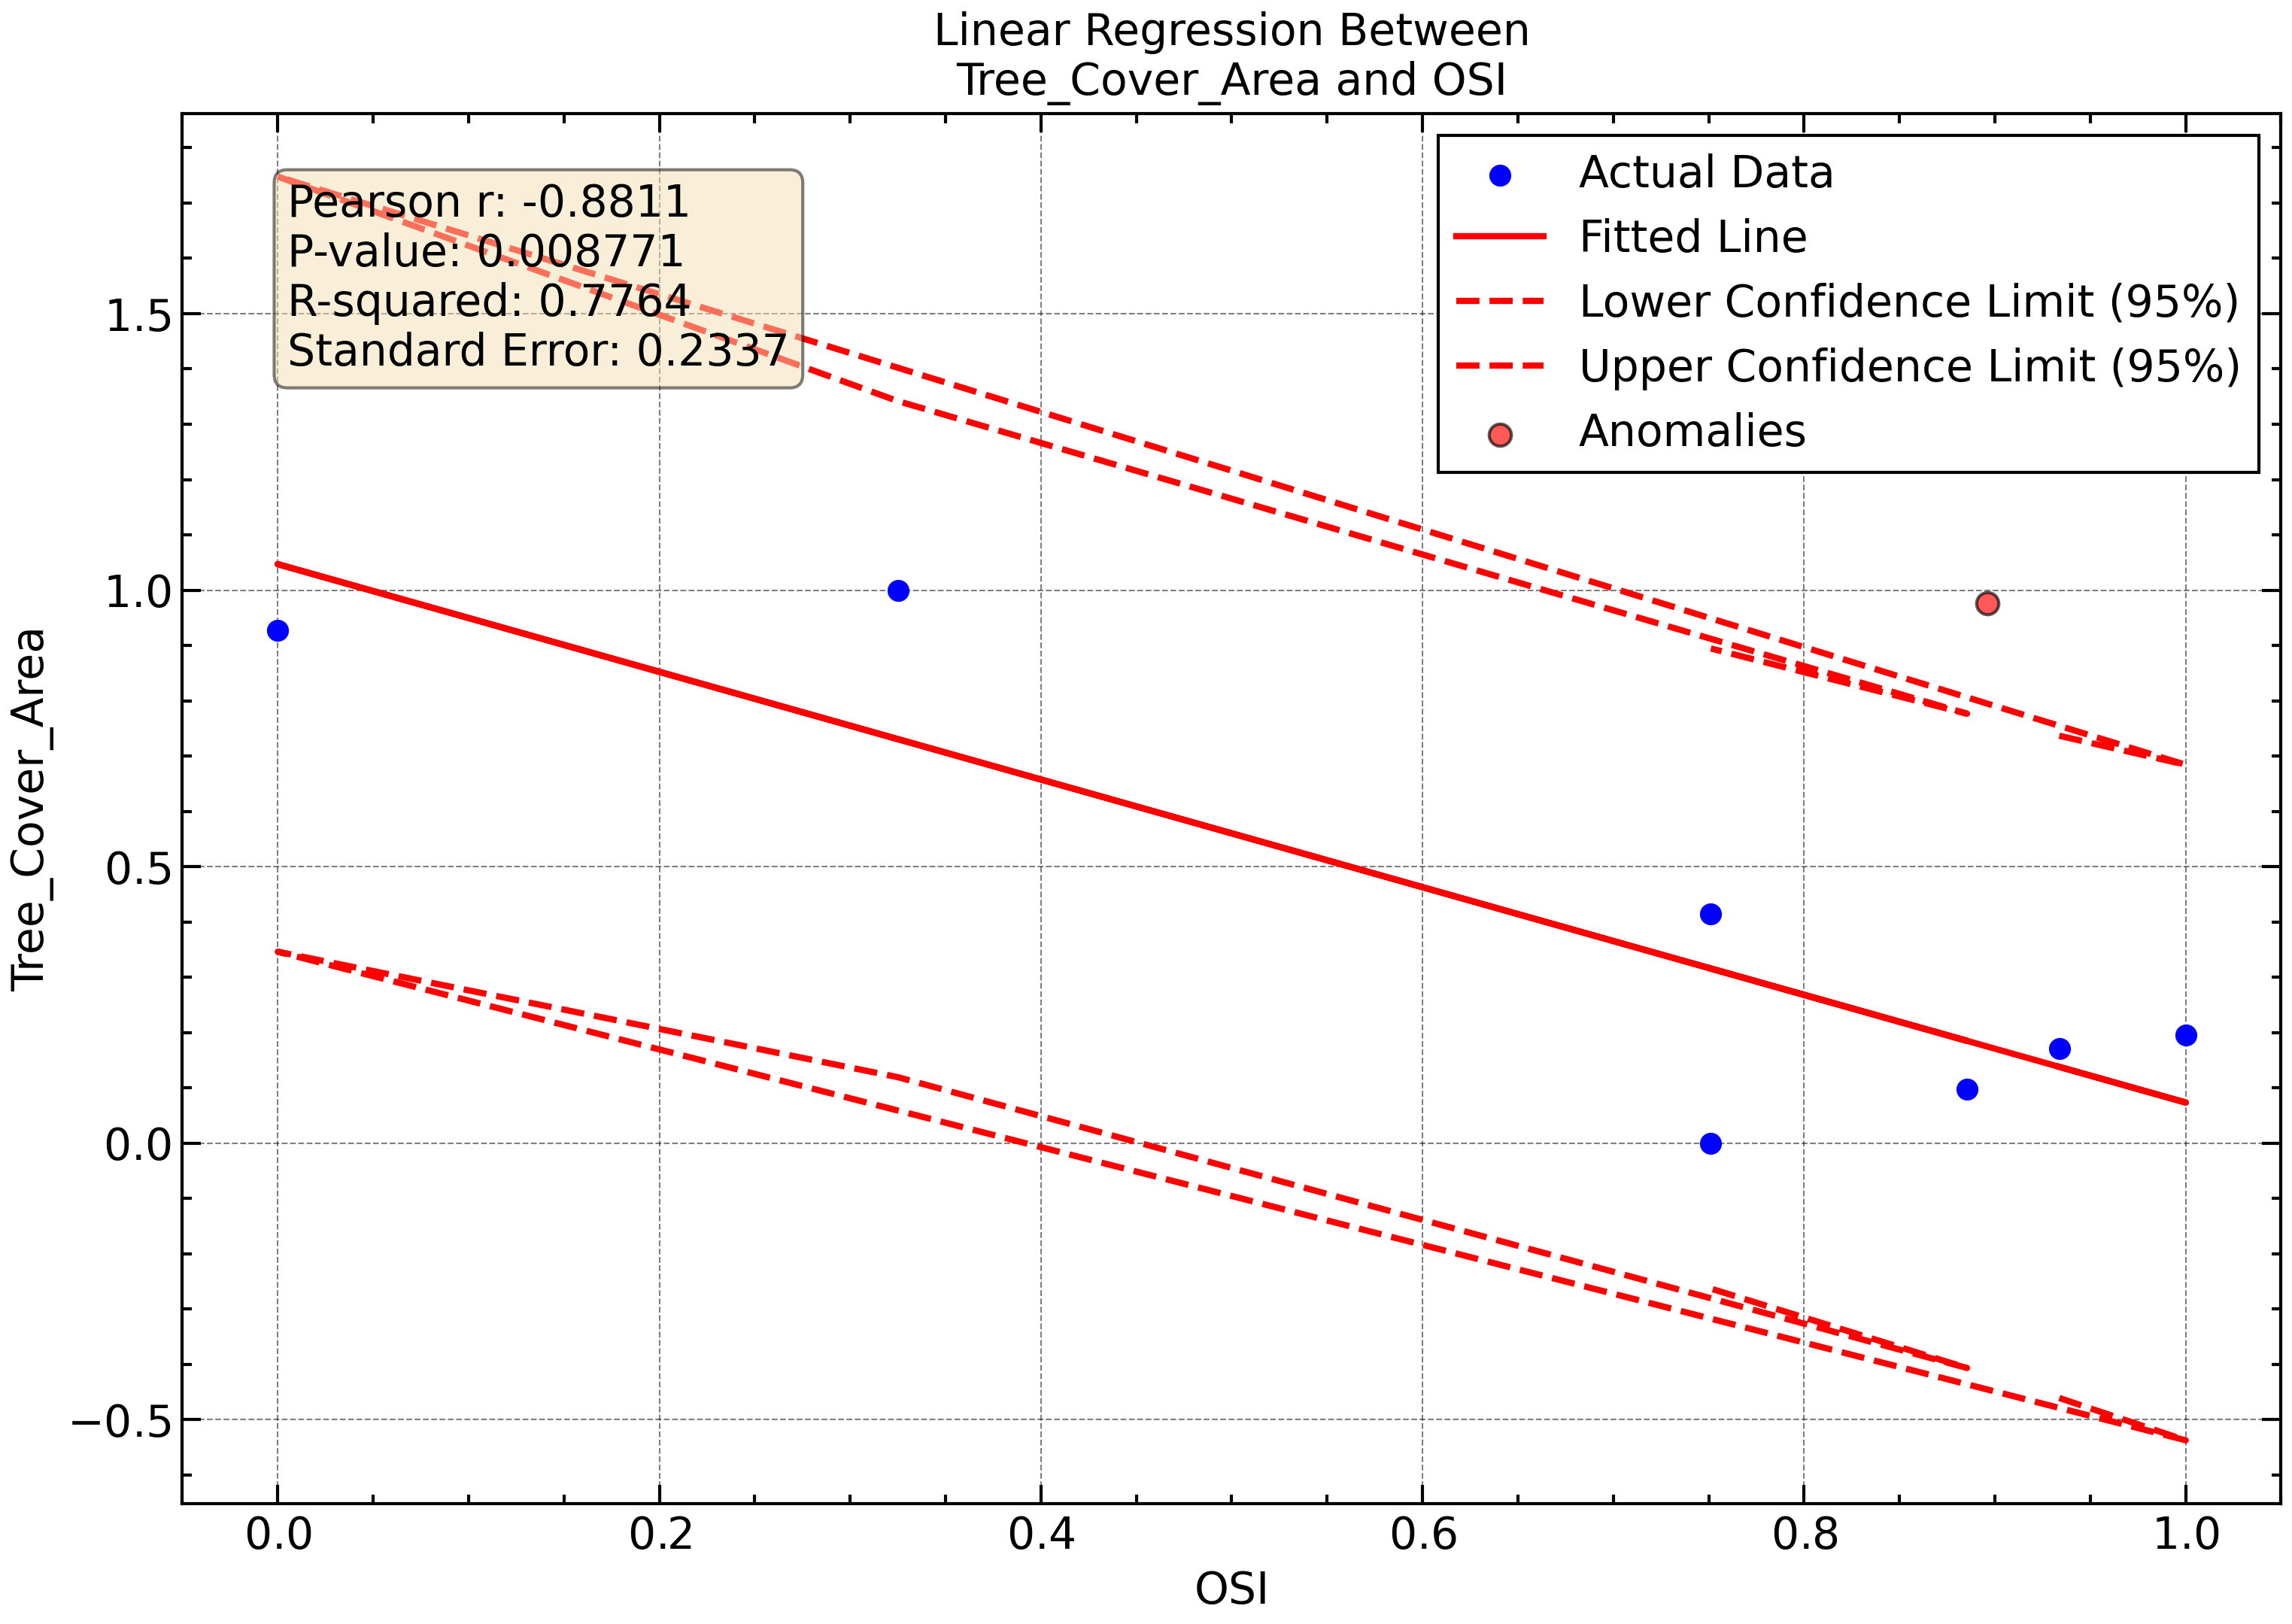 Linear Regression Between
Tree_Cover_Area and OSI
Pearson r: -0.8811
P-value: 0.008771
R-squared: 0.7764
Standard Error: 0.2337
Actual Data
Fitted Line
Lower Confidence Limit (95%)
Upper Confidence Limit (95%)
Anomalies
Tree_Cover_Area
1.5
1.0
0.5
0.0
−0.5
0.0
0.2
0.4
0.6
0.8
1.0
OSI